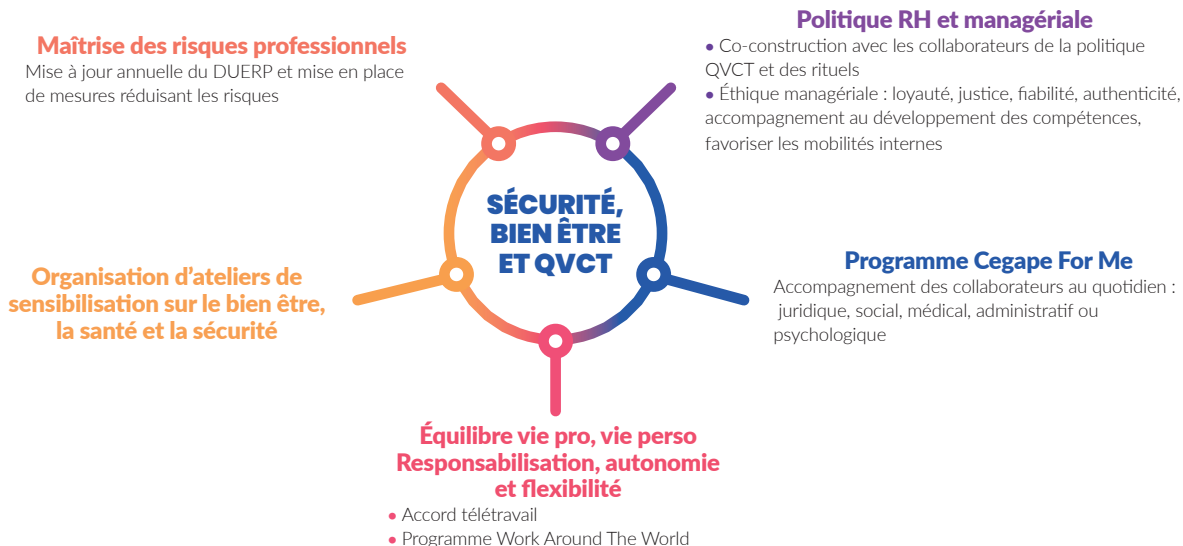 Politique RH et managériale
• Co-construction avec les collaborateurs de la politique
QVCT et des rituels
• Éthique managériale : loyauté, justice, fiabilité, authenticité,
accompagnement au développement des compétences,
favoriser les mobilités internes
Maîtrise des risques professionnels
Mise à jour annuelle du DUERP et mise en place
de mesures réduisant les risques
SÉCURITÉ,
BIEN ÊTRE
ET QVCT
Programme Cegape For Me
Accompagnement des collaborateurs au quotidien :
juridique, social, médical, administratif ou
psychologique
Organisation d’ateliers de
sensibilisation sur le bien être,
la santé et la sécurité
Équilibre vie pro, vie perso
Responsabilisation, autonomie
et flexibilité
• Accord télétravail
• Programme Work Around The World